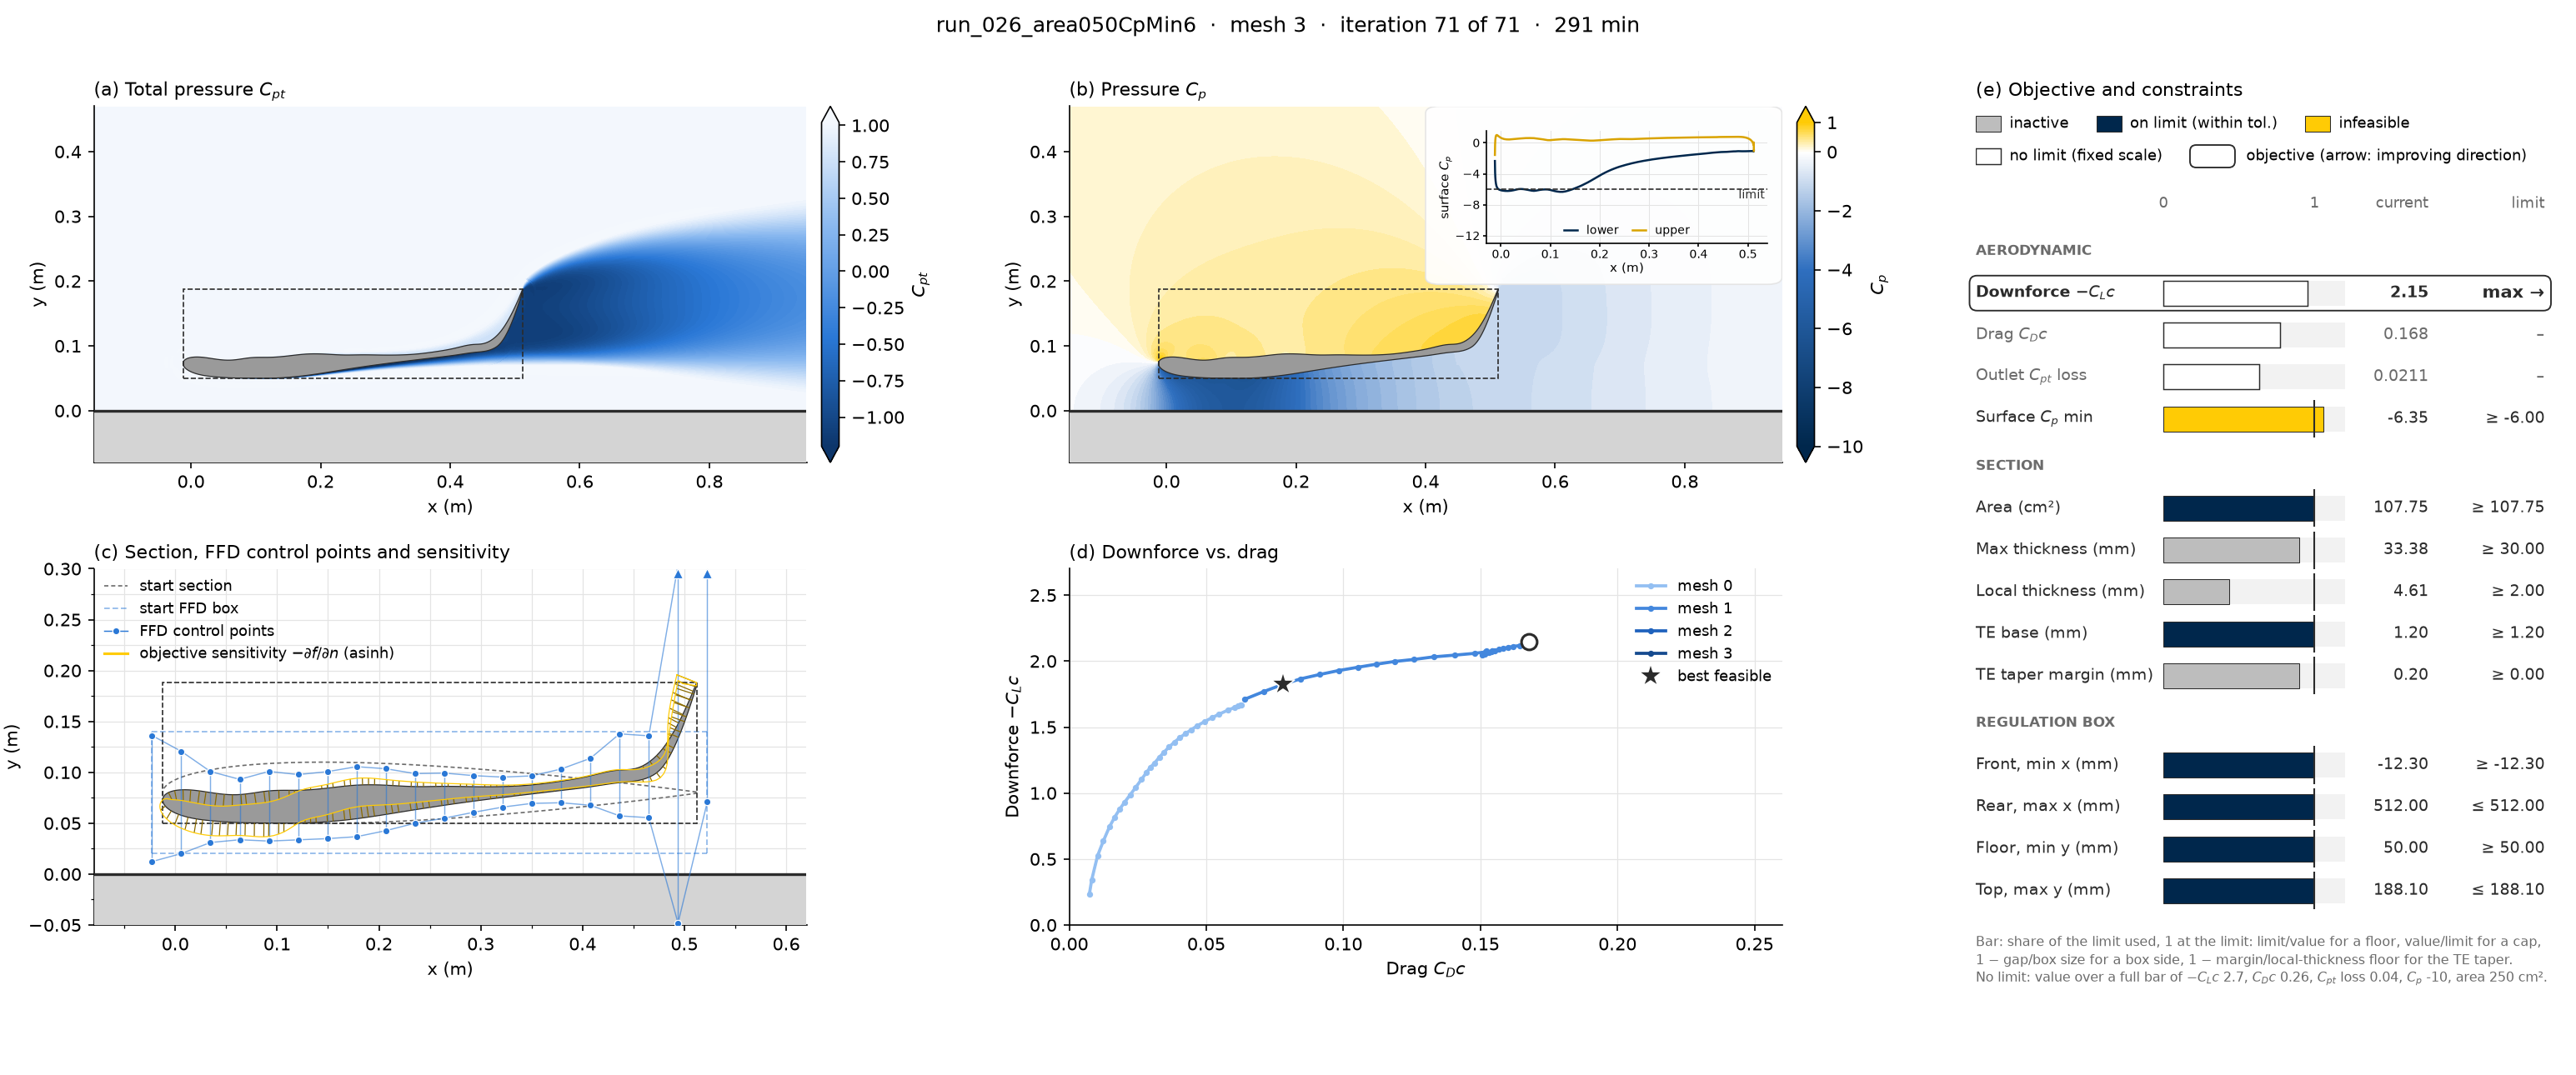 run_026_area050CpMin6 · mesh 3 · iteration 71 of 71 · 291 min
(a) Total pressure Cpt
0.4
0.3
0.2
0.1
0.0
y (m)
0.0 0.2 0.4 0.6 0.8
x (m)
1.00
0.75
0.50
0.25
0.00
−0.25
−0.50
−0.75
−1.00
Cpt
(b) Pressure Cp
0.4
0.3
0.2
0.1
0.0
y (m)
0.0 0.2 0.4 0.6 0.8
x (m)
surface Cp
0
−4
−8
−12
limit
lower upper
0.0 0.1 0.2 0.3 0.4 0.5
x (m)
1
0
−2
−4
−6
−8
−10
Cp
(c) Section, FFD control points and sensitivity
start section
start FFD box
FFD control points
objective sensitivity −∂f/∂n (asinh)
0.30
0.25
0.20
0.15
0.10
0.05
0.00
−0.05
y (m)
0.0 0.1 0.2 0.3 0.4 0.5 0.6
x (m)
(d) Downforce vs. drag
2.5
2.0
1.5
1.0
0.5
0.0
Downforce −CLc
mesh 0
mesh 1
mesh 2
mesh 3
best feasible
0.00 0.05 0.10 0.15 0.20 0.25
Drag CDc
(e) Objective and constraints
inactive on limit (within tol.) infeasible
no limit (fixed scale) objective (arrow: improving direction)
0 1 current limit
AERODYNAMIC
Downforce −CLc 2.15 max →
Drag CDc 0.168 –
Outlet Cpt loss 0.0211 –
Surface Cp min -6.35 ≥ -6.00
SECTION
Area (cm²) 107.75 ≥ 107.75
Max thickness (mm) 33.38 ≥ 30.00
Local thickness (mm) 4.61 ≥ 2.00
TE base (mm) 1.20 ≥ 1.20
TE taper margin (mm) 0.20 ≥ 0.00
REGULATION BOX
Front, min x (mm) -12.30 ≥ -12.30
Rear, max x (mm) 512.00 ≤ 512.00
Floor, min y (mm) 50.00 ≥ 50.00
Top, max y (mm) 188.10 ≤ 188.10
Bar: share of the limit used, 1 at the limit: limit/value for a floor, value/limit for a cap,
1 − gap/box size for a box side, 1 − margin/local-thickness floor for the TE taper.
No limit: value over a full bar of −CLc 2.7, CDc 0.26, Cpt loss 0.04, Cp -10, area 250 cm².